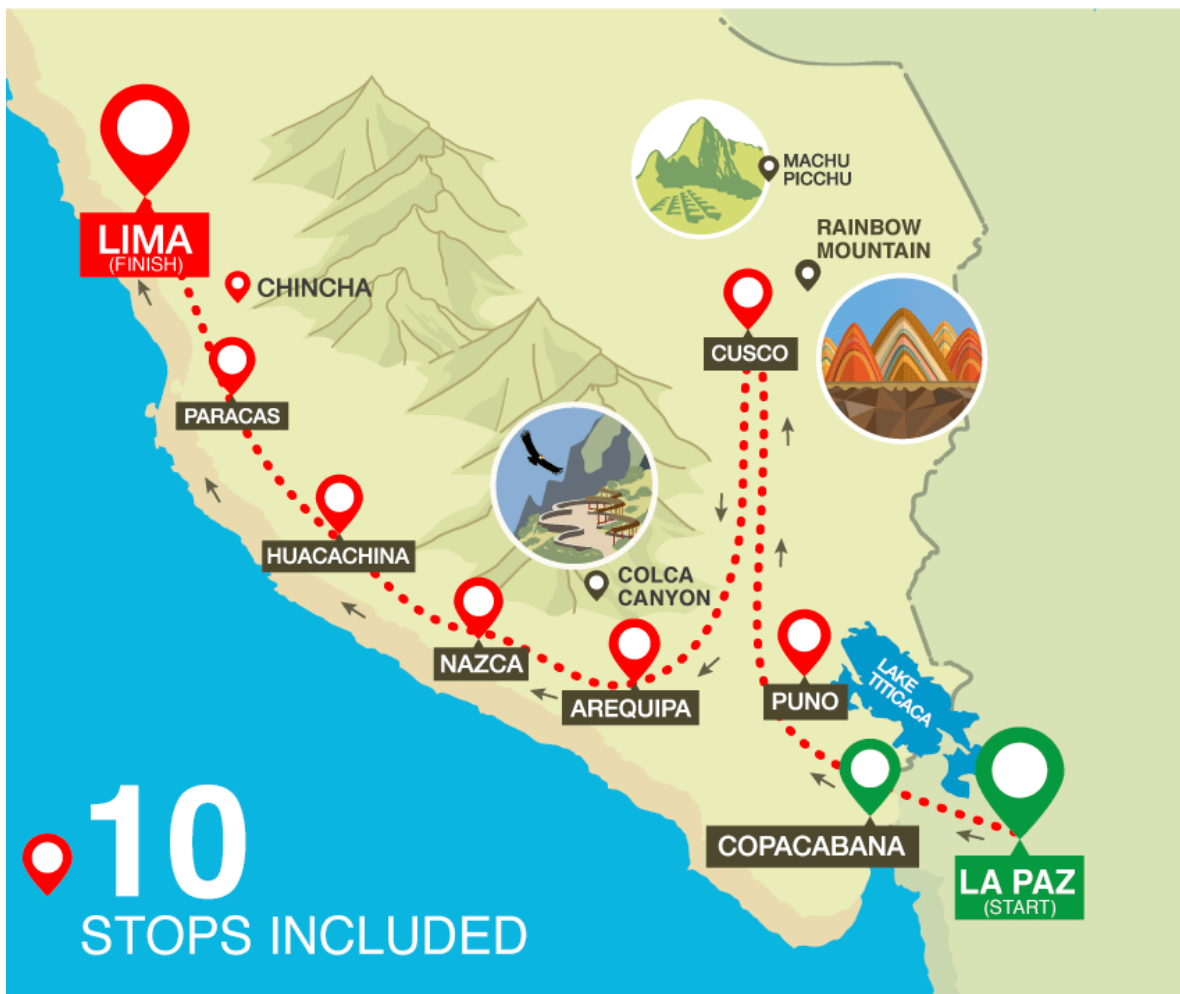 MACHU
PICCHU
RAINBOW
MOUNTAIN
LIMA
(FINISH)
CHINCHA
CUSCO
PARACAS
HUACACHINA
COLCA
CANYON
NAZCA
AREQUIPA
PUNO
LAKE
TITICACA
COPACABANA
LA PAZ
(START)
10
STOPS INCLUDED